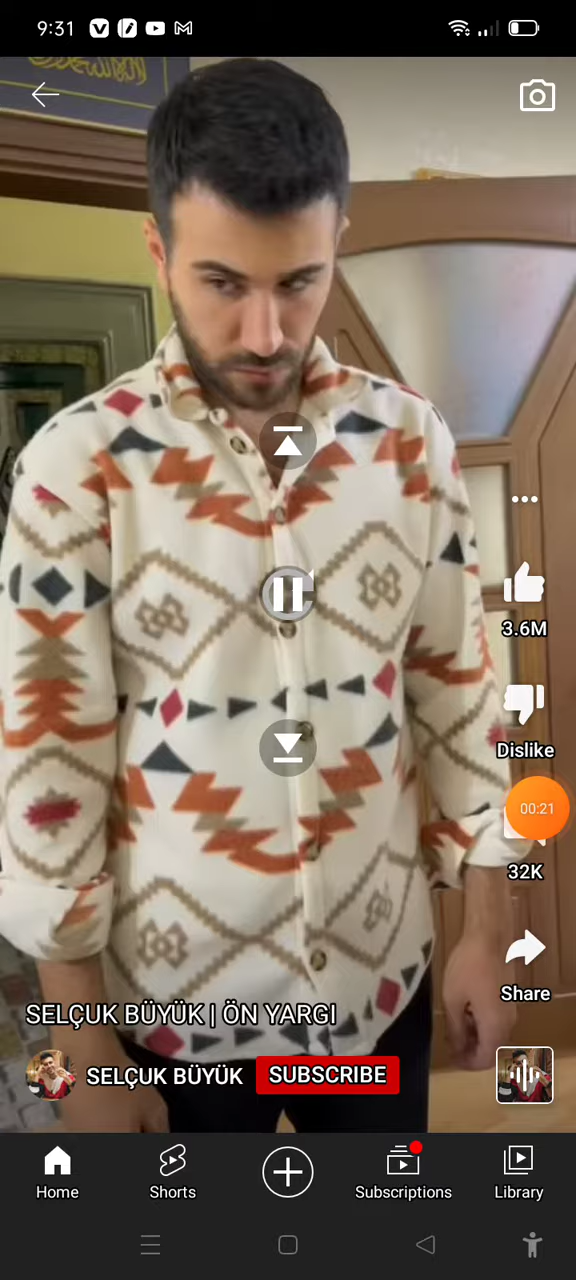 9:31
3.6M
Dislike
00:21
32K
Share
SELÇUK BÜYÜK | ÖN YARGI
SELÇUK BÜYÜK
SUBSCRIBE
Home
Shorts
Subscriptions
Library